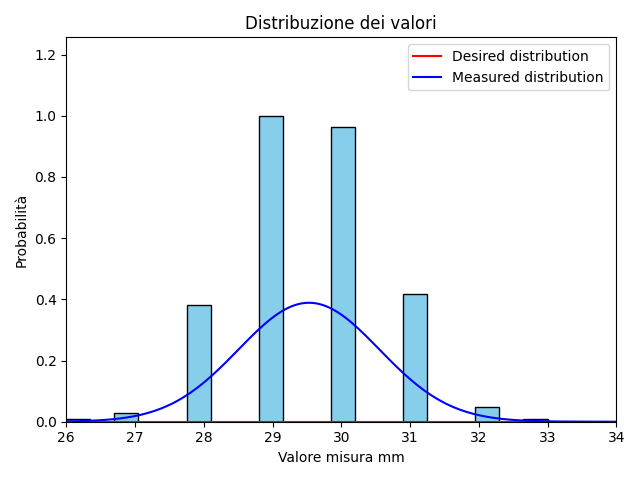 Distribuzione dei valori
Desired distribution
Measured distribution
Probabilità
1.2
1.0
0.8
0.6
0.4
0.2
0.0
26 27 28 29 30 31 32 33 34
Valore misura mm